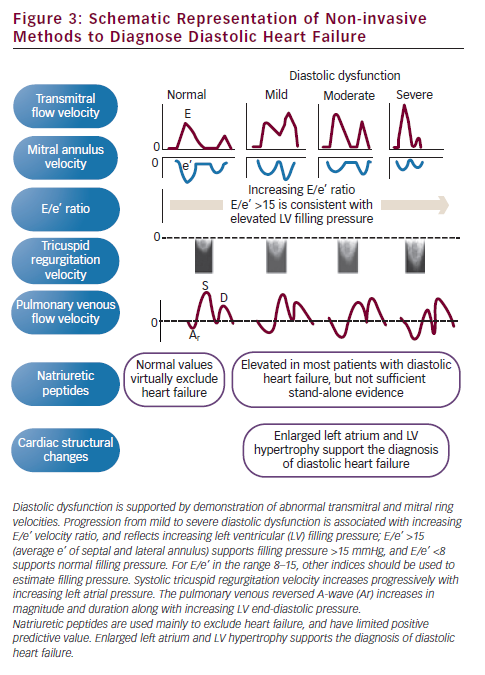 Figure 3: Schematic Representation of Non-invasive
Methods to Diagnose Diastolic Heart Failure
Diastolic dysfunction
Normal Mild Moderate Severe
Transmitral
flow velocity
E
0
Mitral annulus
velocity
0
e’
E/e’ ratio
Increasing E/e’ ratio
E/e’ >15 is consistent with
elevated LV filling pressure
0
Tricuspid
regurgitation
velocity
Pulmonary venous
flow velocity
S
D
0
Ar
Natriuretic
peptides
Normal values
virtually exclude
heart failure
Elevated in most patients with diastolic
heart failure, but not sufficient
stand-alone evidence
Cardiac structural
changes
Enlarged left atrium and LV
hypertrophy support the diagnosis
of diastolic heart failure
Diastolic dysfunction is supported by demonstration of abnormal transmitral and mitral ring
velocities. Progression from mild to severe diastolic dysfunction is associated with increasing
E/e’ velocity ratio, and reflects increasing left ventricular (LV) filling pressure; E/e’ >15
(average e’ of septal and lateral annulus) supports filling pressure >15 mmHg, and E/e’ <8
supports normal filling pressure. For E/e’ in the range 8–15, other indices should be used to
estimate filling pressure. Systolic tricuspid regurgitation velocity increases progressively with
increasing left atrial pressure. The pulmonary venous reversed A-wave (Ar) increases in
magnitude and duration along with increasing LV end-diastolic pressure.
Natriuretic peptides are used mainly to exclude heart failure, and have limited positive
predictive value. Enlarged left atrium and LV hypertrophy supports the diagnosis of diastolic
heart failure.